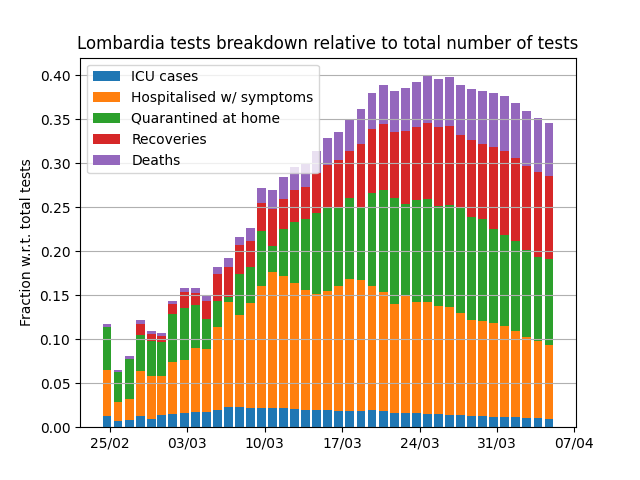 Lombardia tests breakdown relative to total number of tests
Fraction w.r.t. total tests
0.40
0.35
0.30
0.25
0.20
0.15
0.10
0.05
0.00
ICU cases
Hospitalised w/ symptoms
Quarantined at home
Recoveries
Deaths
25/02 03/03 10/03 17/03 24/03 31/03 07/04